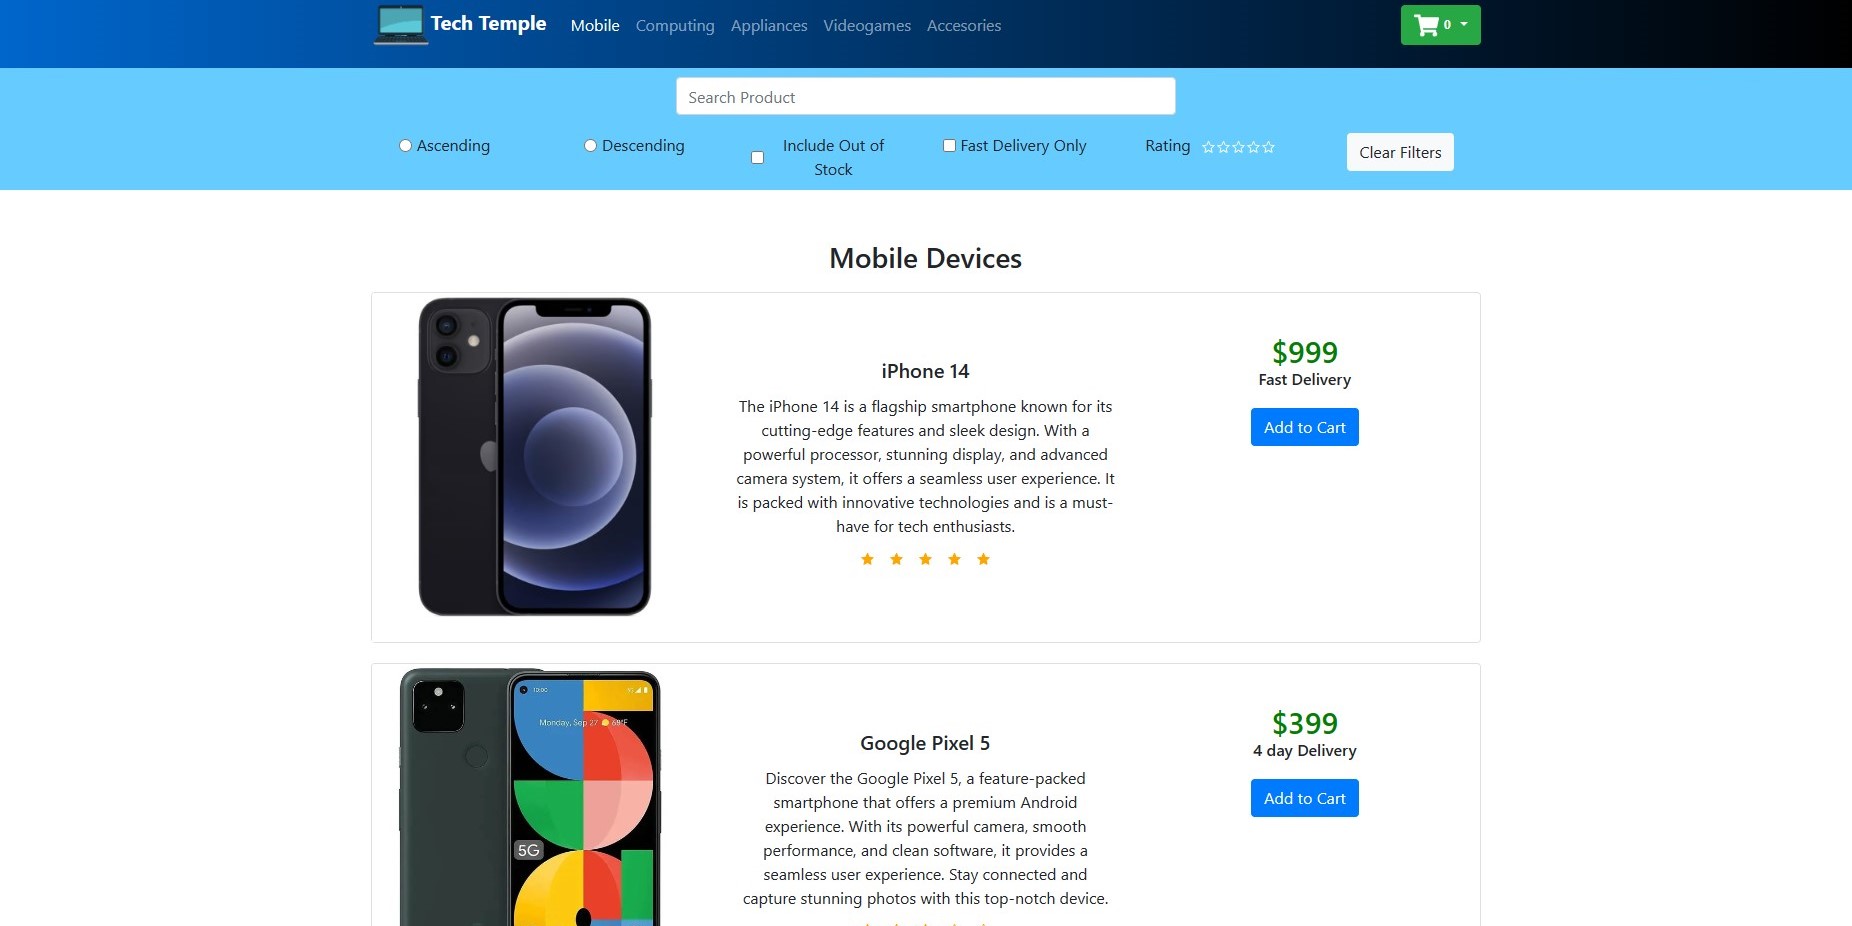 Tech Temple Mobile Computing Appliances Videogames Accesories 0
Search Product
Ascending Descending Include Out of Stock Fast Delivery Only Rating Clear Filters
Mobile Devices
iPhone 14
The iPhone 14 is a flagship smartphone known for its
cutting-edge features and sleek design. With a
powerful processor, stunning display, and advanced
camera system, it offers a seamless user experience. It
is packed with innovative technologies and is a must-
have for tech enthusiasts.
$999
Fast Delivery
Add to Cart
10:00
Monday, Sep 27 69°F
5G
Google Pixel 5
Discover the Google Pixel 5, a feature-packed
smartphone that offers a premium Android
experience. With its powerful camera, smooth
performance, and clean software, it provides a
seamless user experience. Stay connected and
capture stunning photos with this top-notch device.
$399
4 day Delivery
Add to Cart